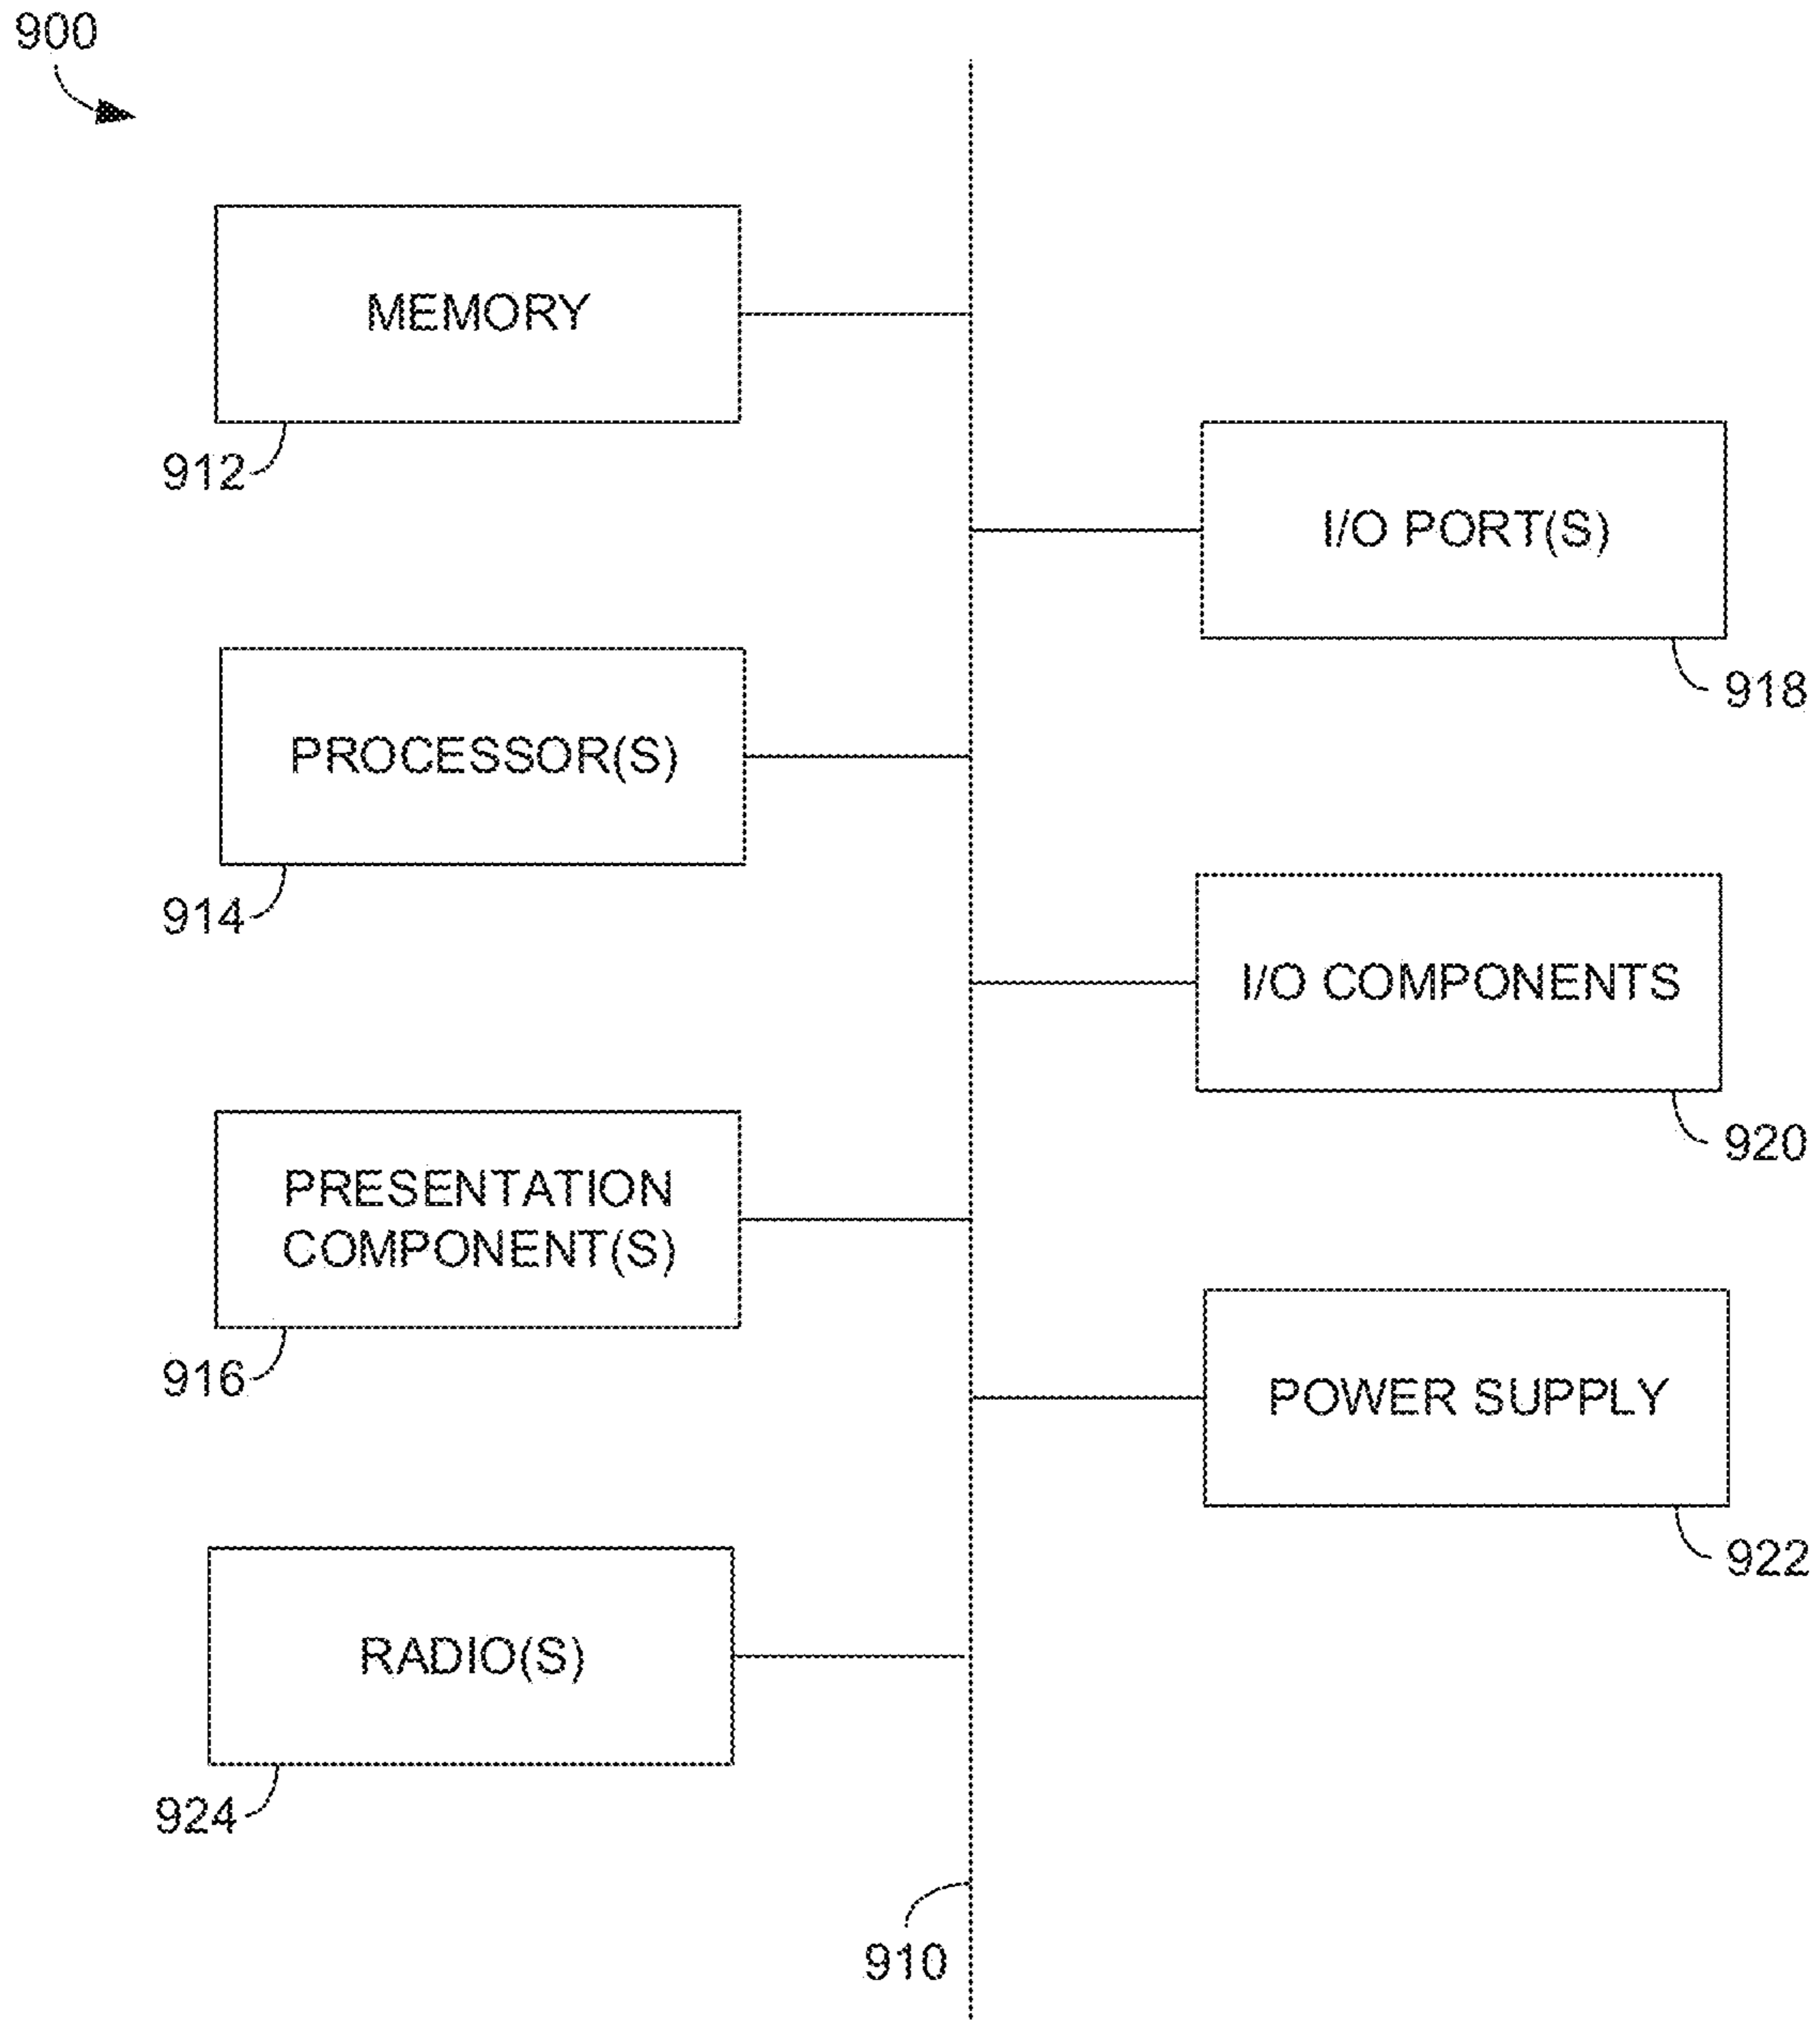 900
MEMORY
912
I/O PORT(S)
918
PROCESSOR(S)
914
I/O COMPONENTS
920
PRESENTATION
COMPONENT(S)
916
POWER SUPPLY
922
RADIO(S)
924
910